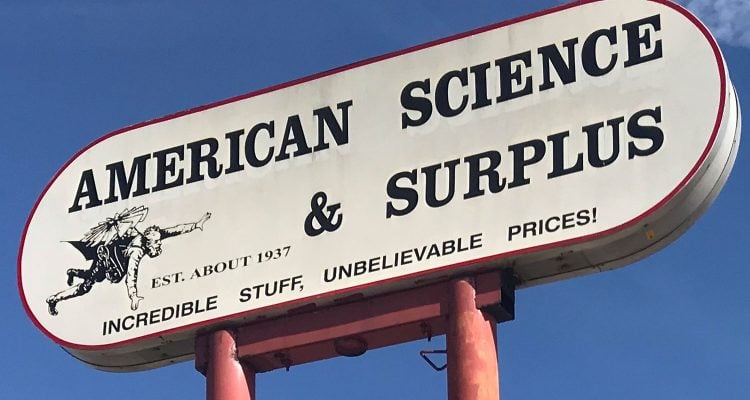 AMERICAN SCIENCE
& SURPLUS
EST. ABOUT 1937
INCREDIBLE STUFF, UNBELIEVABLE PRICES!